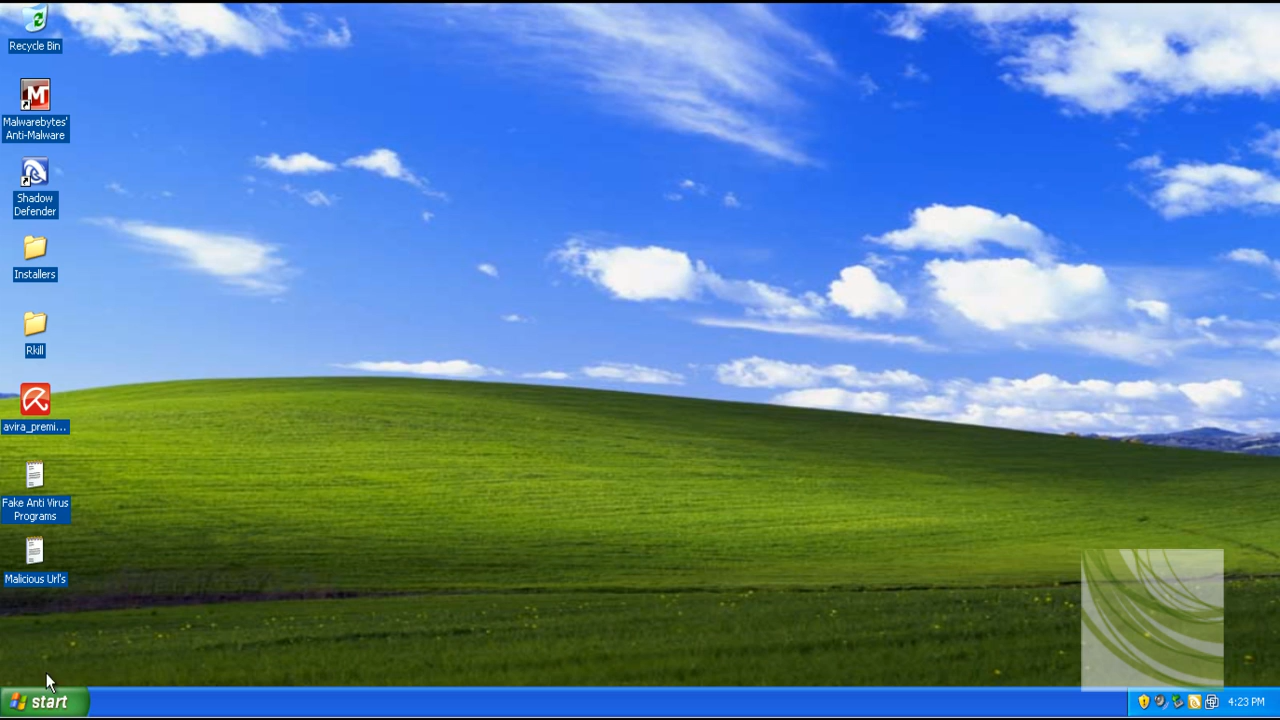 Recycle Bin
Malwarebytes'
Anti-Malware
Shadow
Defender
Installers
Rkill
avira_premi...
Fake Anti Virus
Programs
Malicious Url's
start
4:23 PM